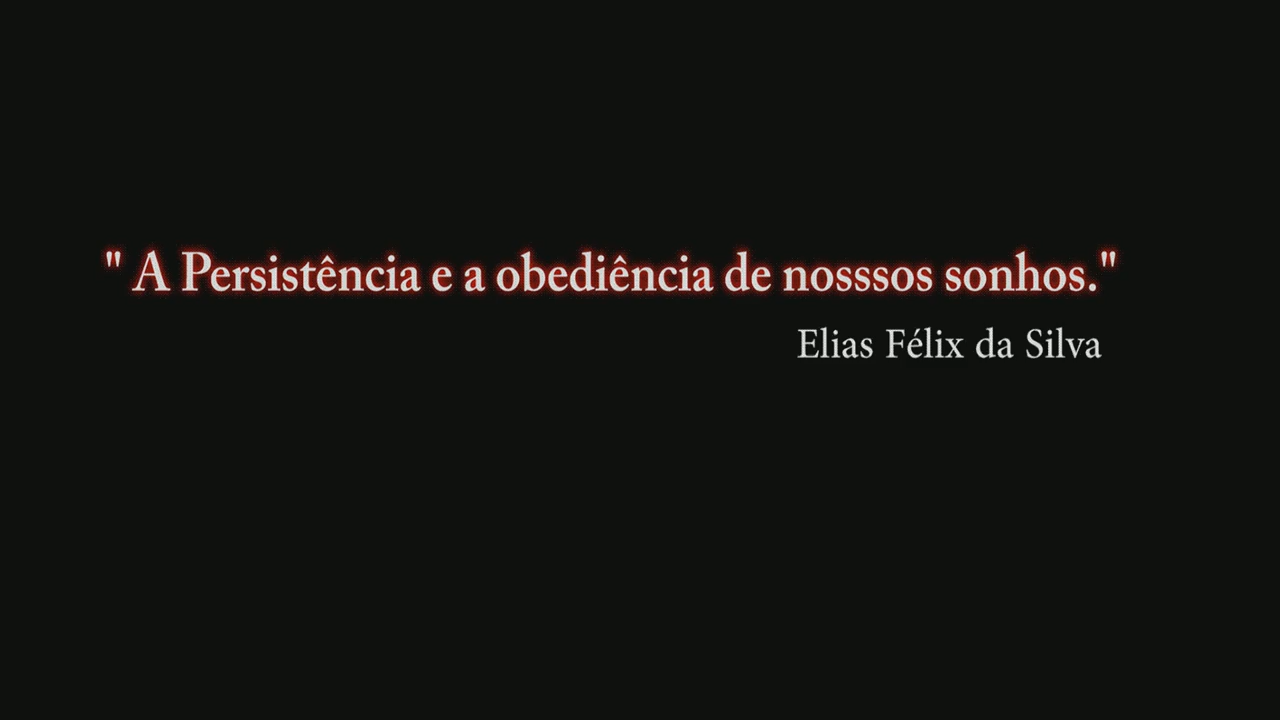 " A Persistência e a obediência de nosssos sonhos."
Elias Félix da Silva